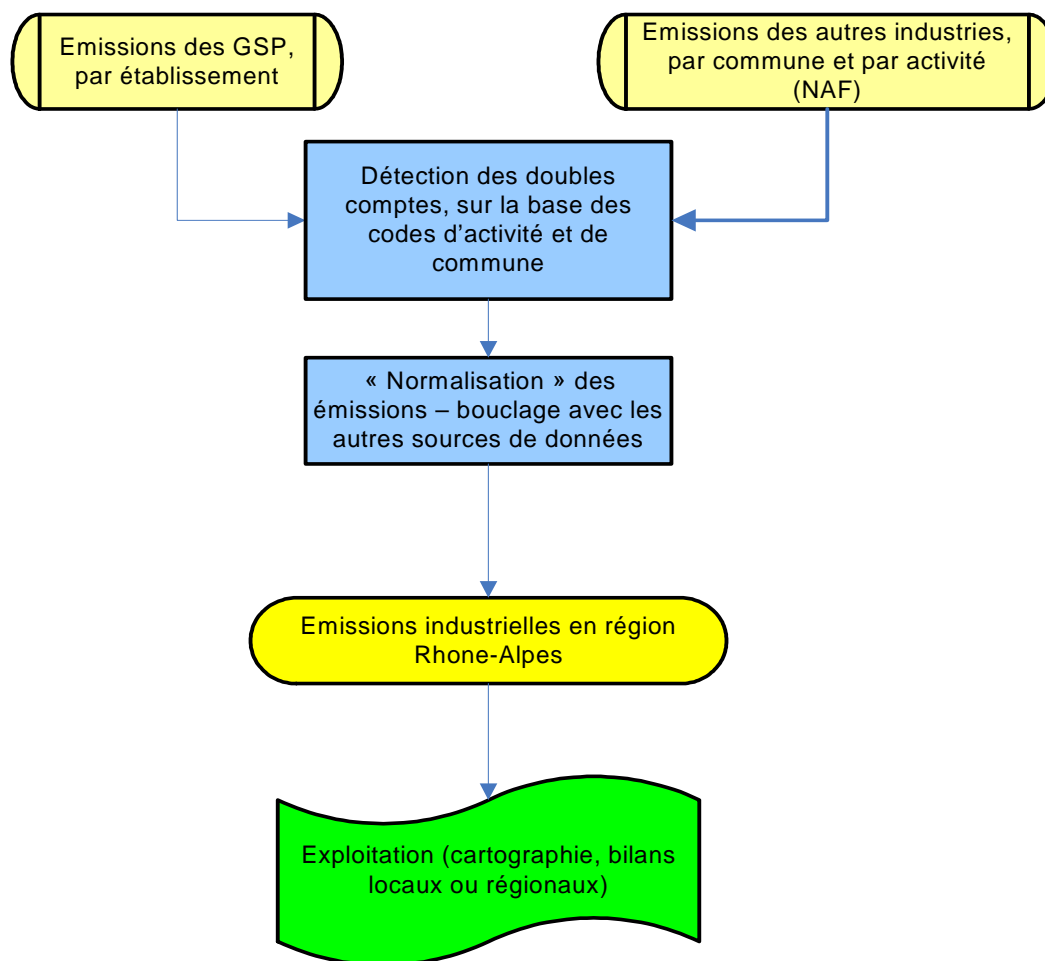 Emissions des GSP,
par établissement
Emissions des autres industries,
par commune et par activité
(NAF)
Détection des doubles
comptes, sur la base des
codes d'activité et de
commune
« Normalisation » des
émissions – bouclage avec les
autres sources de données
Emissions industrielles en région
Rhone-Alpes
Exploitation (cartographie, bilans
locaux ou régionaux)